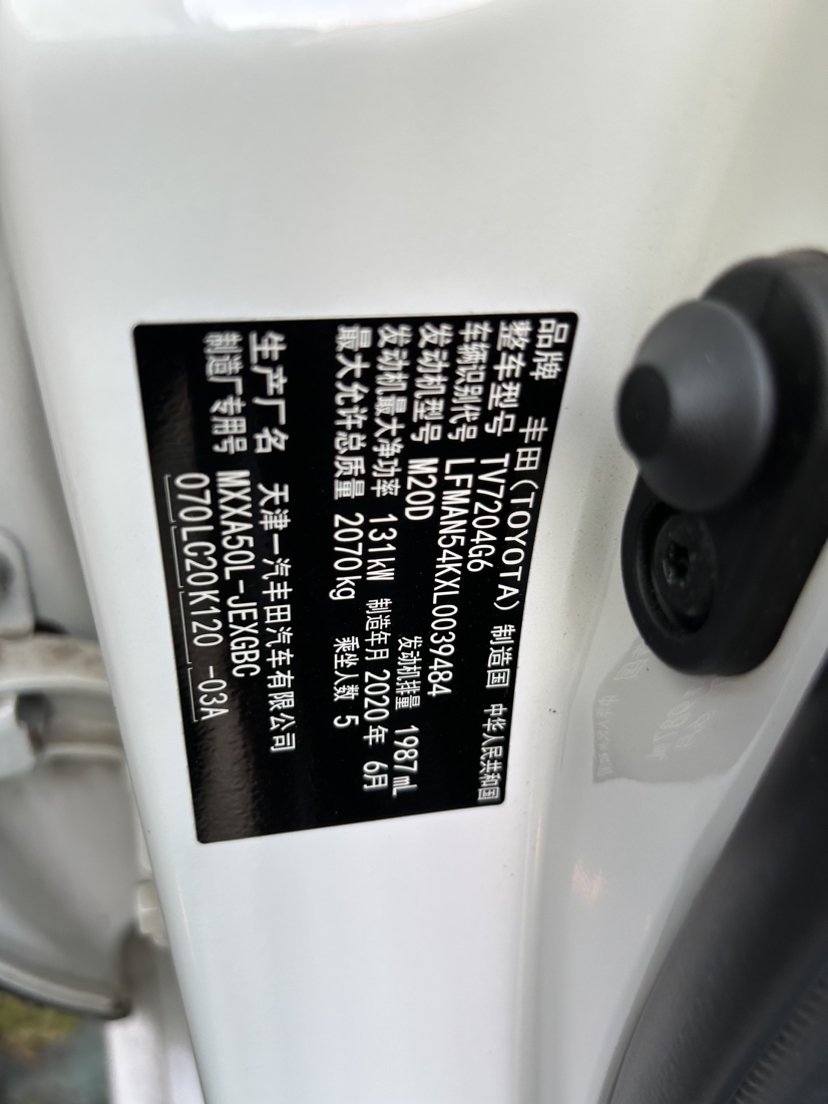 品牌 丰田(TOYOTA) 制造国 中华人民共和国
整车型号 TV7204G6
车辆识别代号 LFMAN54KXL0039484
发动机型号 M20D 发动机排量 1987 mL
发动机最大净功率 131kW 制造年月 2020年 6月
最大允许总质量 2070kg 乘坐人数 5
生产厂名 天津一汽丰田汽车有限公司
制造厂专用号 MXXA50L-JEXGBC
070LC20K120 -03A